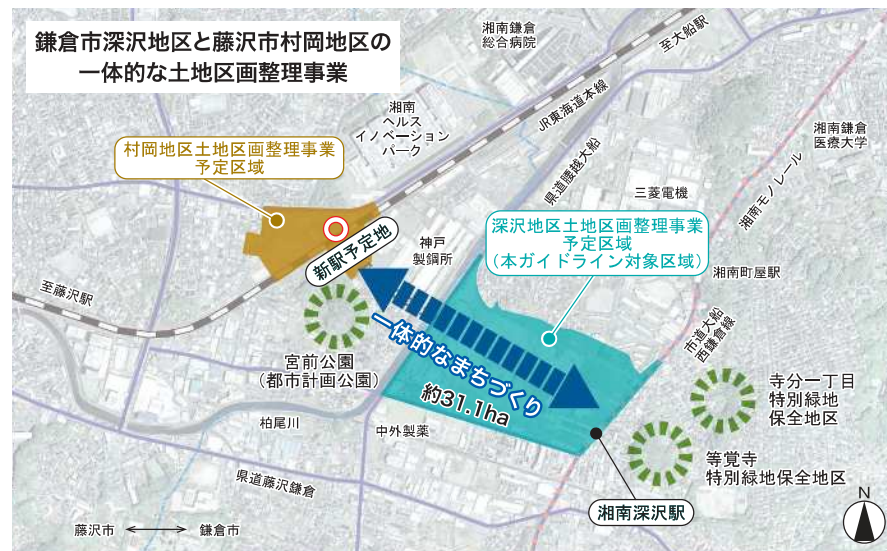 鎌倉市深沢地区と藤沢市村岡地区の
一体的な土地区画整理事業
湘南鎌倉
総合病院
至大船駅
湘南
ヘルス
イノベーション
パーク
JR東海道本線
湘南鎌倉
医療大学
村岡地区土地区画整理事業
予定区域
県道腰越大船
三菱電機
湘南モノレール
深沢地区土地区画整理事業
予定区域
(本ガイドライン対象区域)
新駅予定地
神戸
製鋼所
湘南町屋駅
至藤沢駅
市道大船
西鎌倉線
一体的なまちづくり
宮前公園
(都市計画公園)
約31.1ha
寺分一丁目
特別緑地
保全地区
柏尾川
中外製薬
等覚寺
特別緑地保全地区
県道藤沢鎌倉
湘南深沢駅
N
藤沢市
鎌倉市